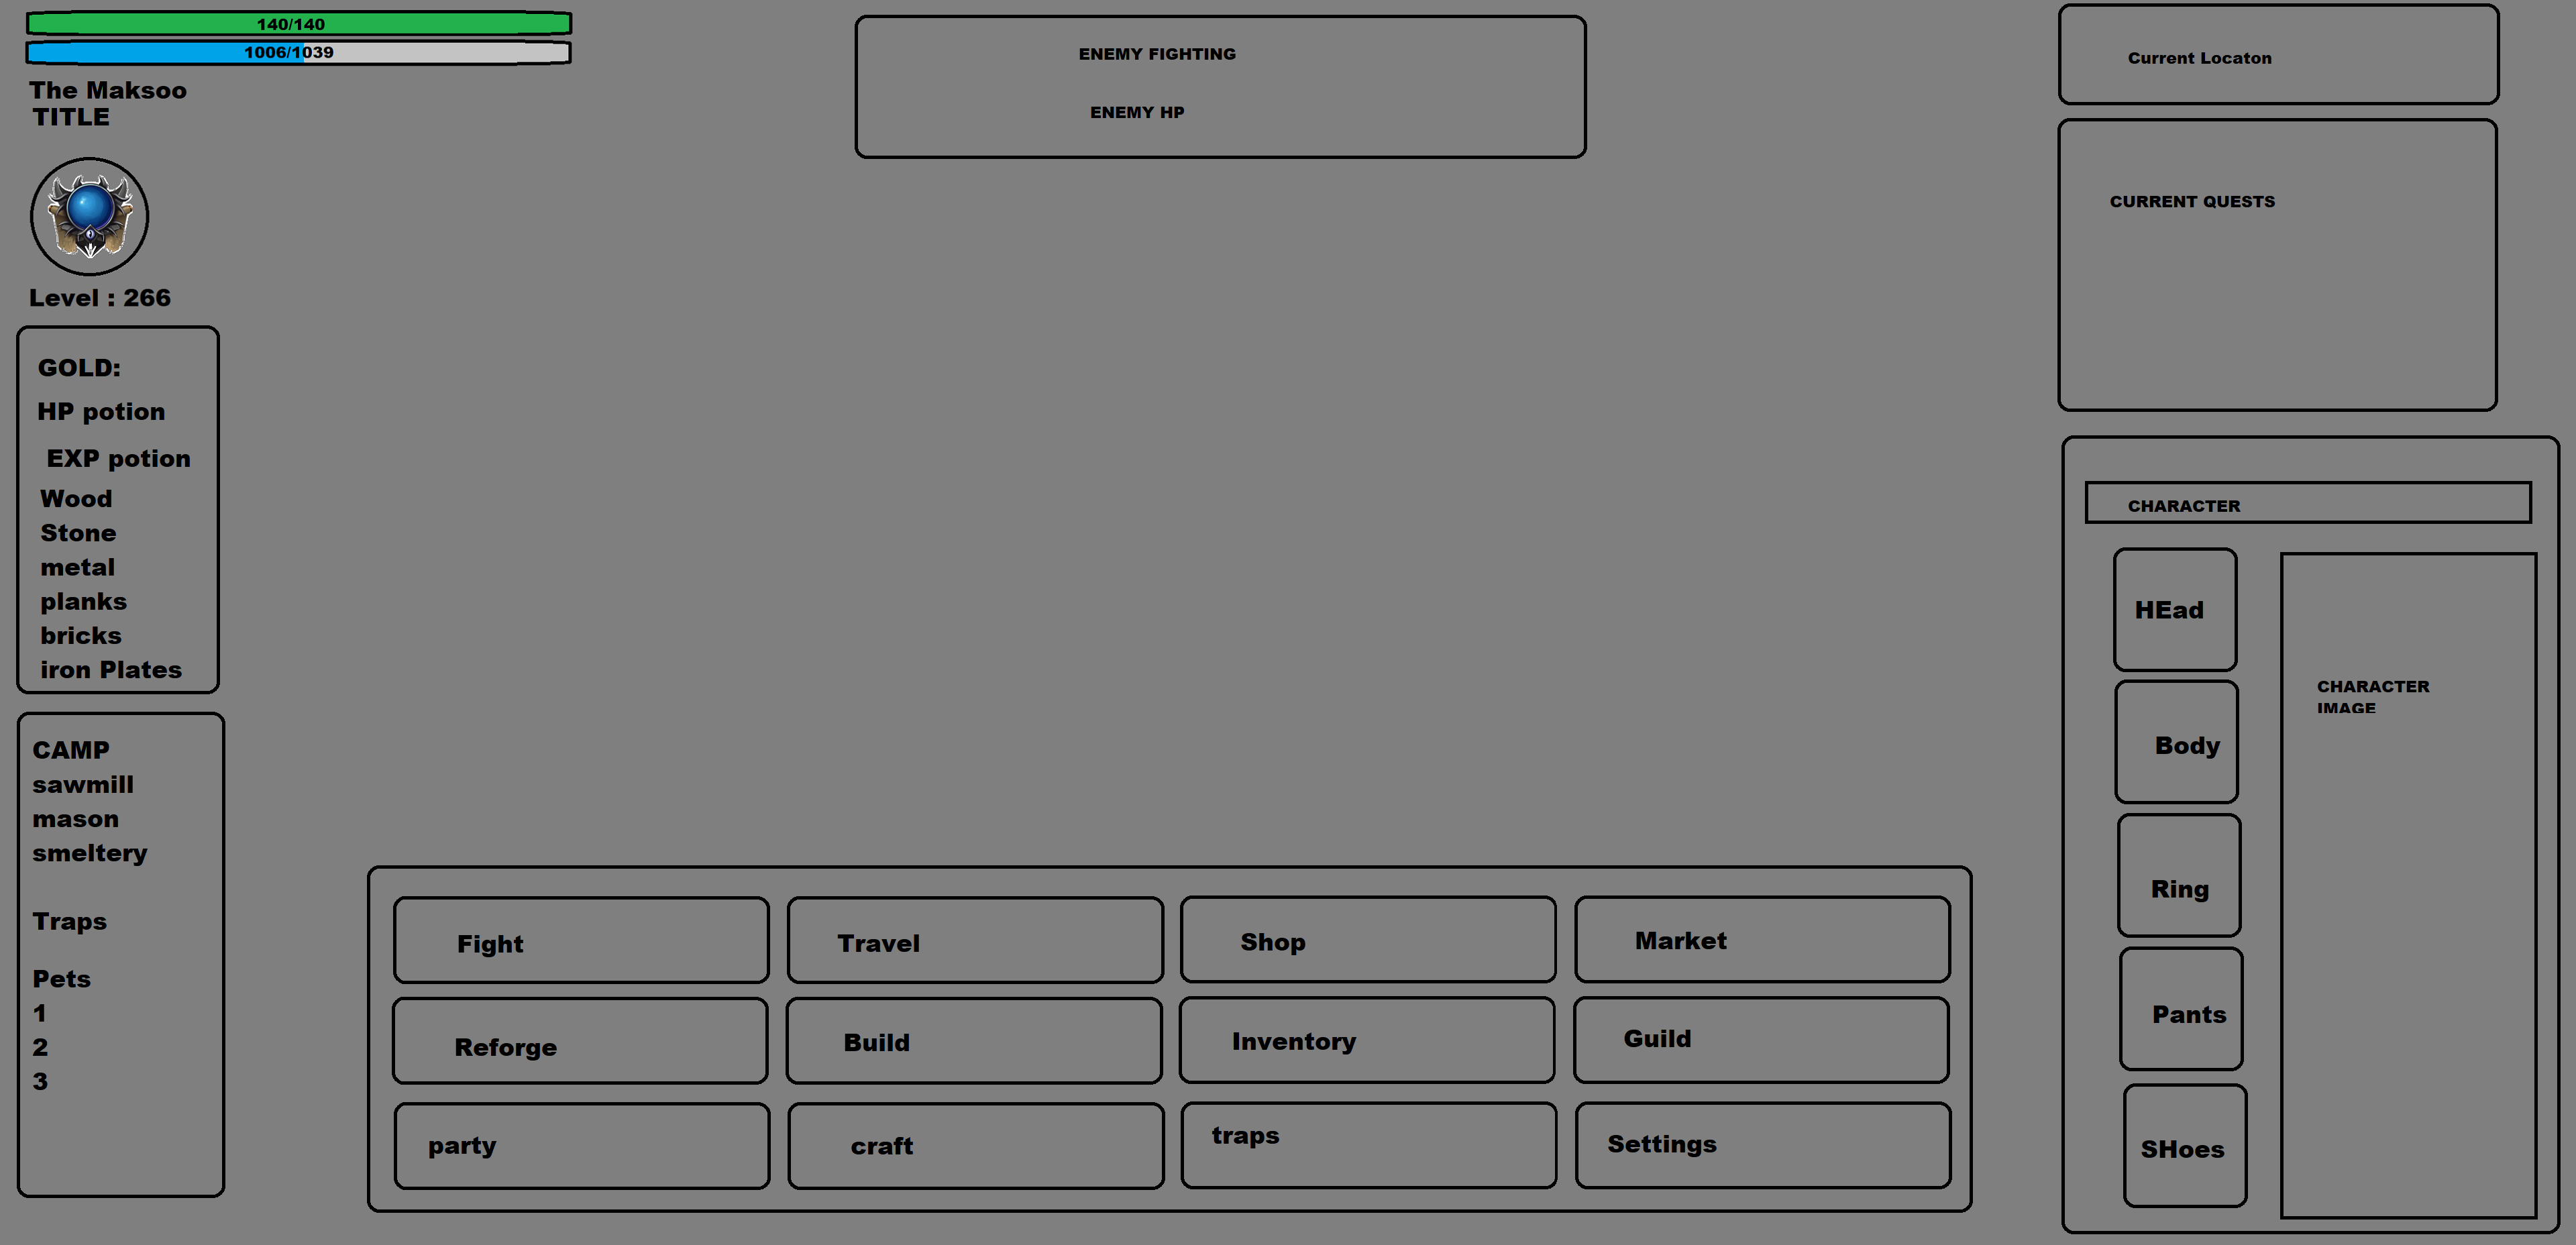 140/140
1006/1039
The Maksoo
TITLE
Level : 266
GOLD:
HP potion
EXP potion
Wood
Stone
metal
planks
bricks
iron Plates
CAMP
sawmill
mason
smeltery
Traps
Pets
1
2
3
ENEMY FIGHTING
ENEMY HP
Fight
Travel
Shop
Market
Reforge
Build
Inventory
Guild
party
craft
traps
Settings
Current Locaton
CURRENT QUESTS
CHARACTER
HEad
Body
Ring
Pants
SHoes
CHARACTER
IMAGE